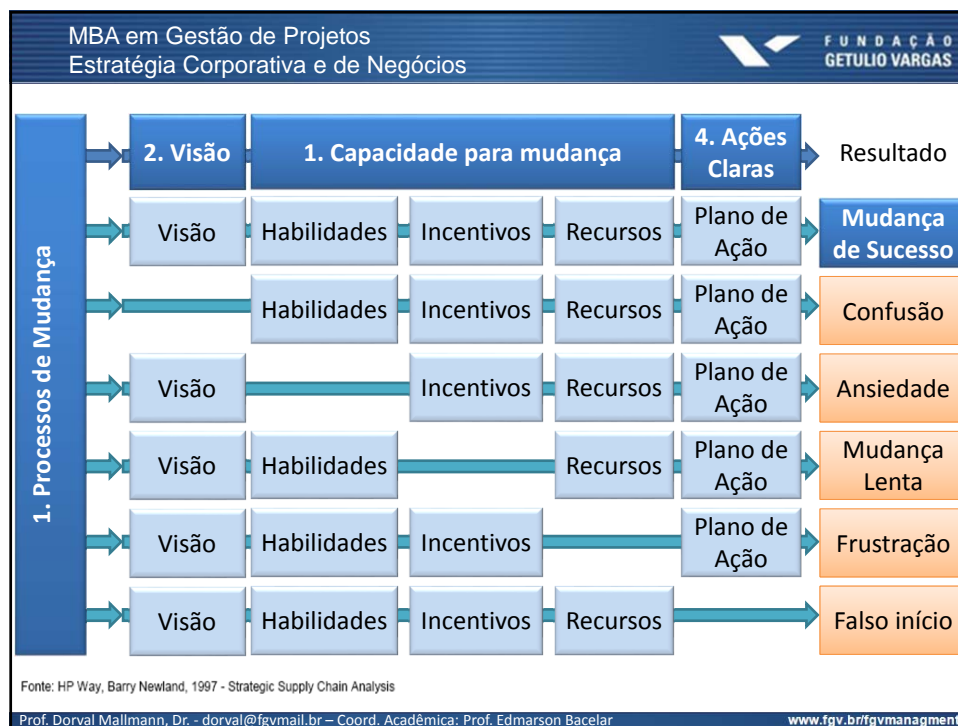 MBA em Gestão de Projetos
Estratégia Corporativa e de Negócios
FUNDAÇÃO
GETULIO VARGAS
1. Processos de Mudança
2. Visão
1. Capacidade para mudança
4. Ações
Claras
Resultado
Visão
Habilidades
Incentivos
Recursos
Plano de
Ação
Mudança
de Sucesso
Habilidades
Incentivos
Recursos
Plano de
Ação
Confusão
Visão
Incentivos
Recursos
Plano de
Ação
Ansiedade
Visão
Habilidades
Recursos
Plano de
Ação
Mudança
Lenta
Visão
Habilidades
Incentivos
Plano de
Ação
Frustração
Visão
Habilidades
Incentivos
Recursos
Falso início
Fonte: HP Way, Barry Newland, 1997 - Strategic Supply Chain Analysis
Prof. Dorval Mallmann, Dr. - dorval@fgvmail.br – Coord. Acadêmica: Prof. Edmarson Bacelar
www.fgv.br/fgvmanagment